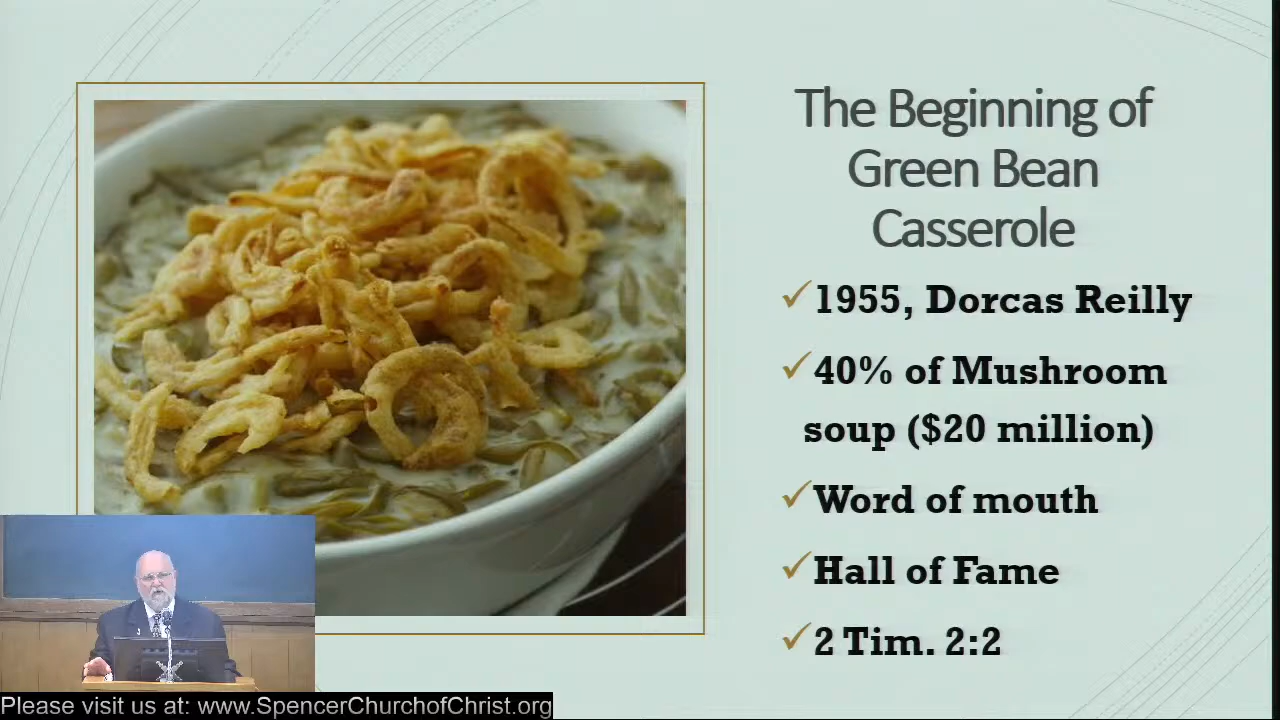 The Beginning of
Green Bean
Casserole
1955, Dorcas Reilly
40% of Mushroom
soup ($20 million)
Word of mouth
Hall of Fame
2 Tim. 2:2
Please visit us at: www.SpencerChurchofChrist.org